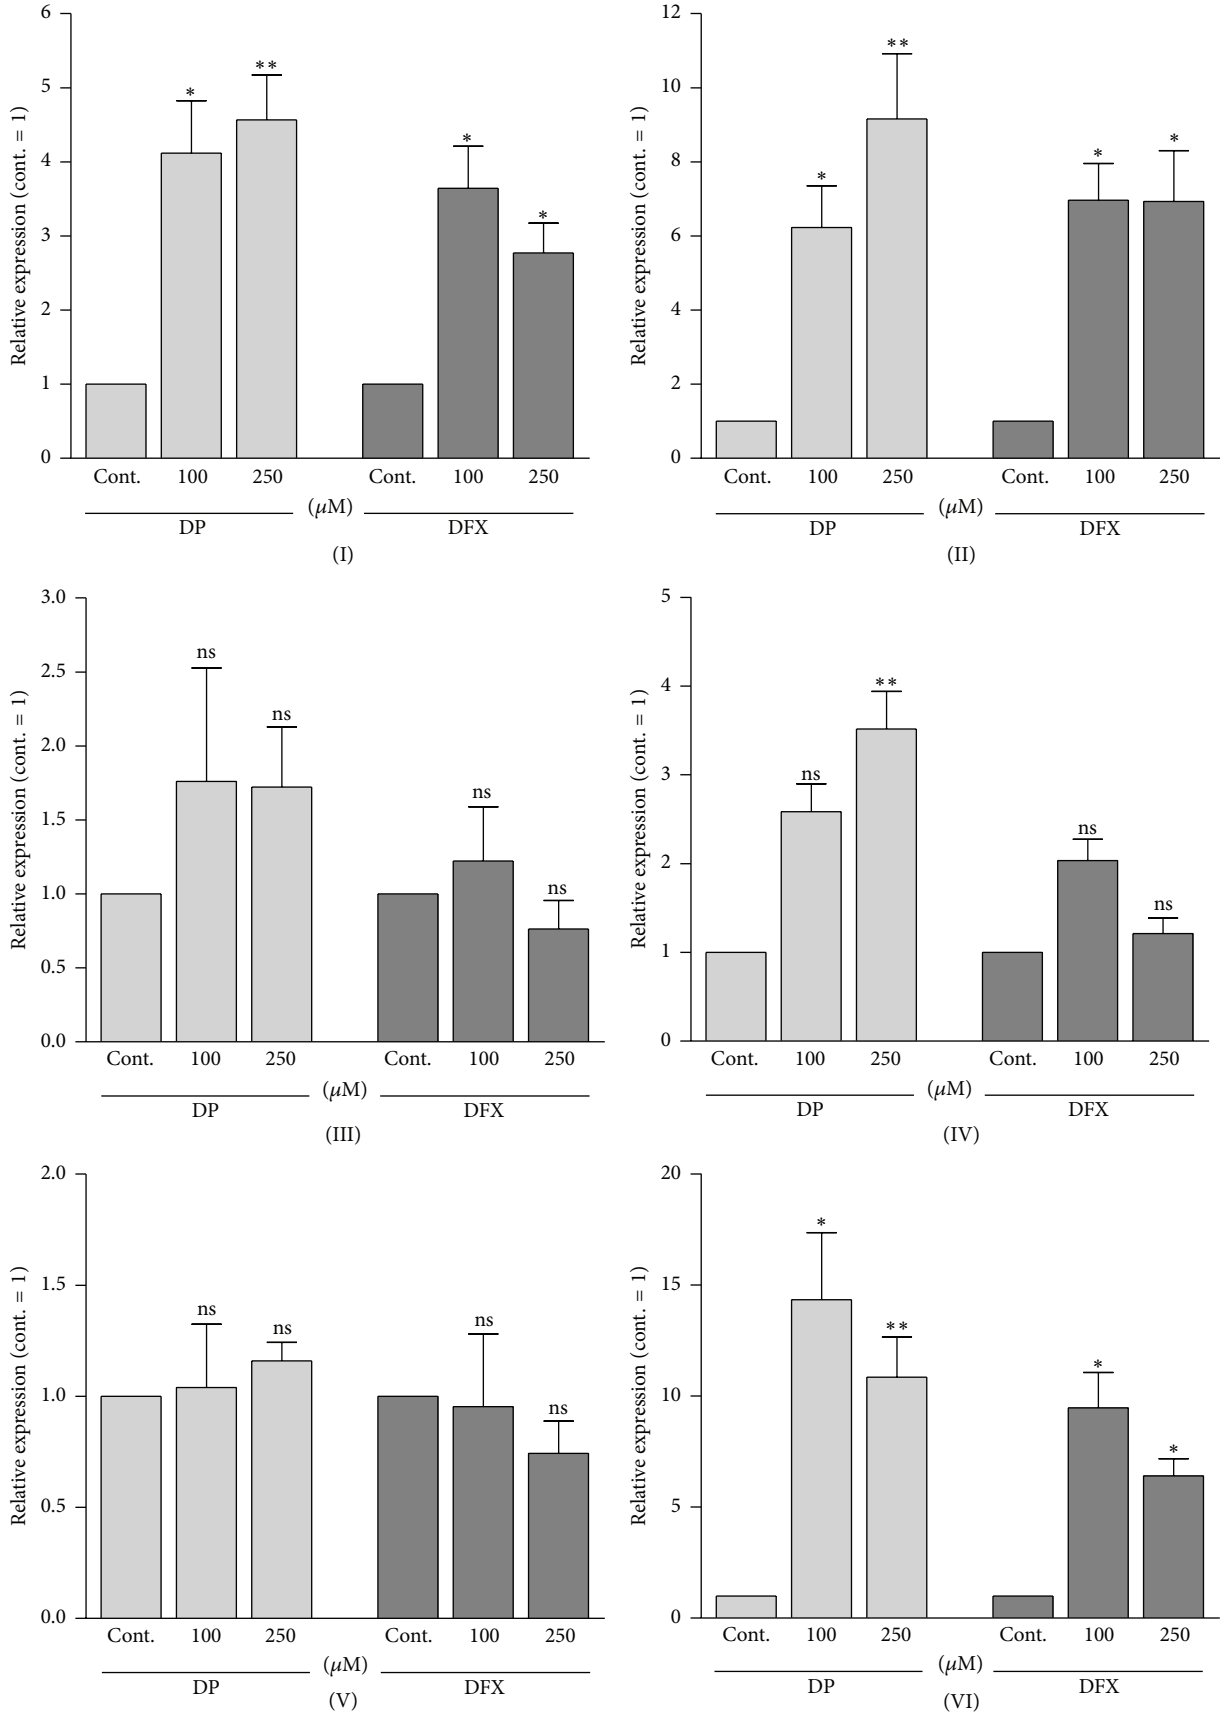 6
5
4
3
2
1
0
Relative expression (cont. = 1)
*
**
*
*
Cont. 100 250 Cont. 100 250
(μM)
DP DFX
(I)
12
10
8
6
4
2
0
Relative expression (cont. = 1)
*
**
*
*
Cont. 100 250 Cont. 100 250
(μM)
DP DFX
(II)
3.0
2.5
2.0
1.5
1.0
0.5
0.0
Relative expression (cont. = 1)
ns
ns
ns
ns
Cont. 100 250 Cont. 100 250
(μM)
DP DFX
(III)
5
4
3
2
1
0
Relative expression (cont. = 1)
ns
**
ns
ns
Cont. 100 250 Cont. 100 250
(μM)
DP DFX
(IV)
2.0
1.5
1.0
0.5
0.0
Relative expression (cont. = 1)
ns
ns
ns
ns
Cont. 100 250 Cont. 100 250
(μM)
DP DFX
(V)
20
15
10
5
0
Relative expression (cont. = 1)
*
**
*
*
Cont. 100 250 Cont. 100 250
(μM)
DP DFX
(VI)